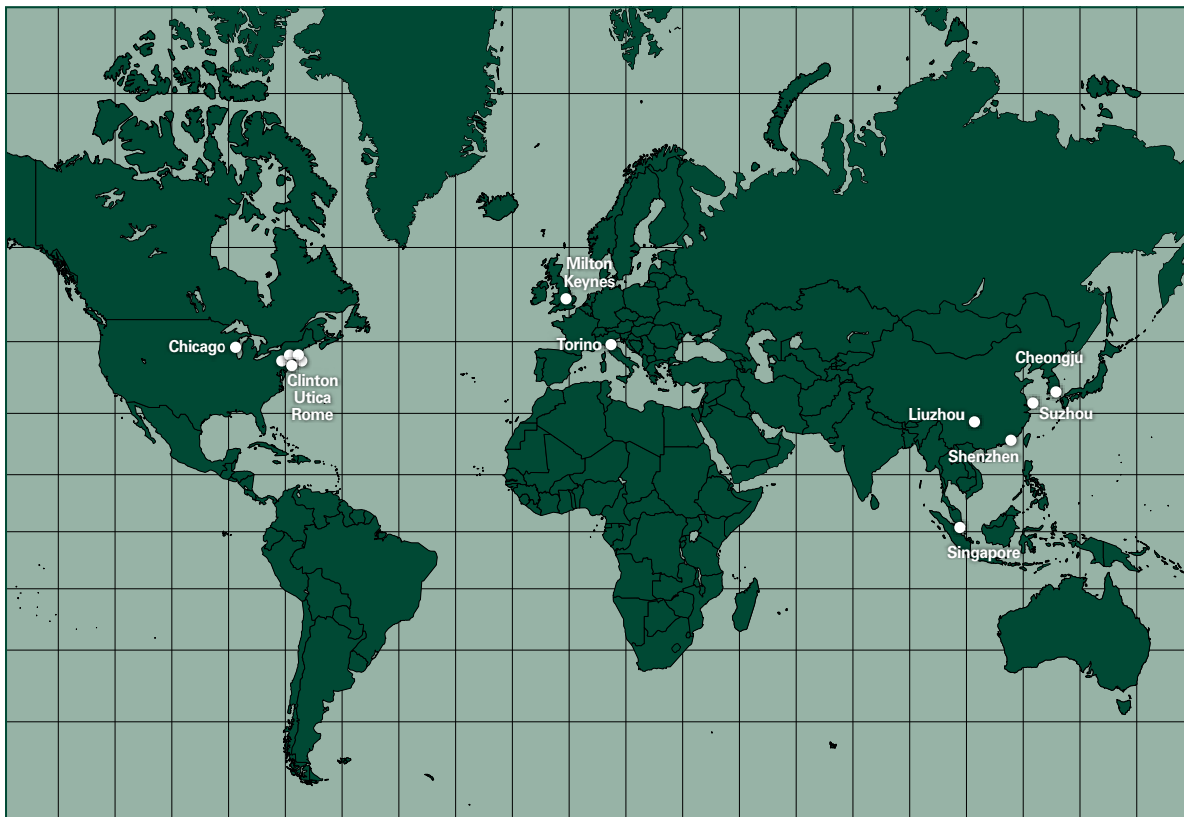 Milton
Keynes
Chicago
Torino
Clinton
Utica
Rome
Cheongju
Liuzhou
Suzhou
Shenzhen
Singapore